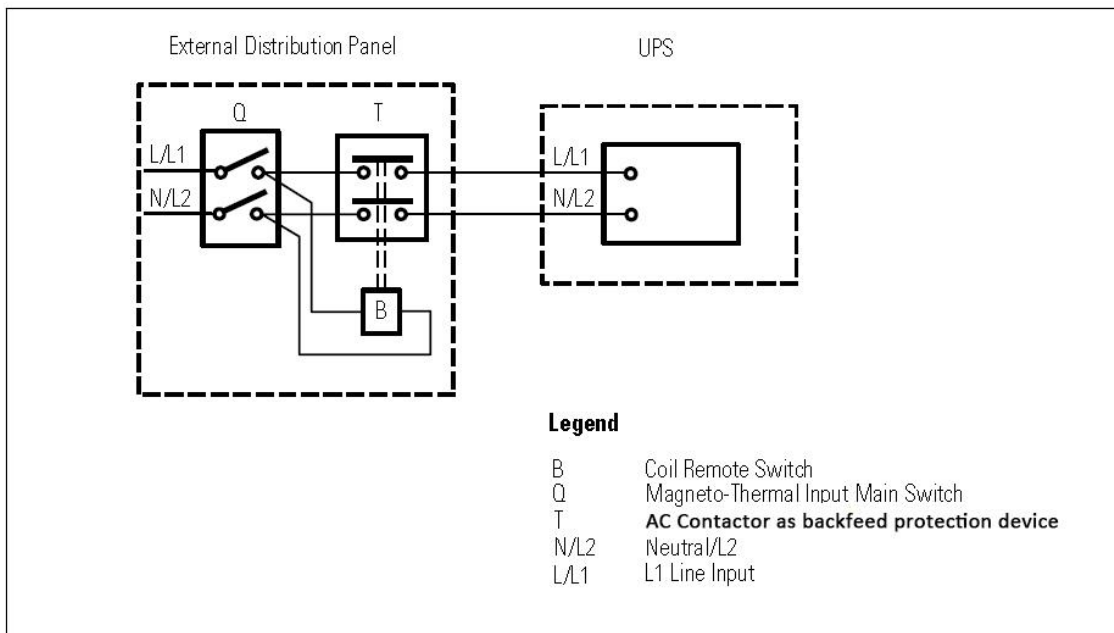 External Distribution Panel
UPS
Q
T
L/L1
N/L2
L/L1
N/L2
B
Legend
B Coil Remote Switch
Q Magneto-Thermal Input Main Switch
T AC Contactor as backfeed protection device
N/L2 Neutral/L2
L/L1 L1 Line Input